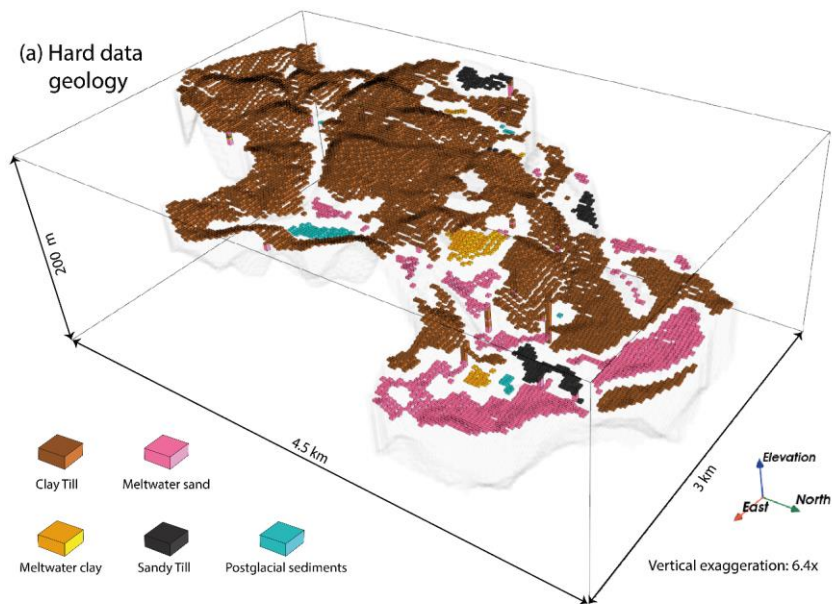 (a) Hard data
geology
200 m
4.5 km
3 km
Clay Till
Meltwater sand
Meltwater clay
Sandy Till
Postglacial sediments
Elevation
East
North
Vertical exaggeration: 6.4x